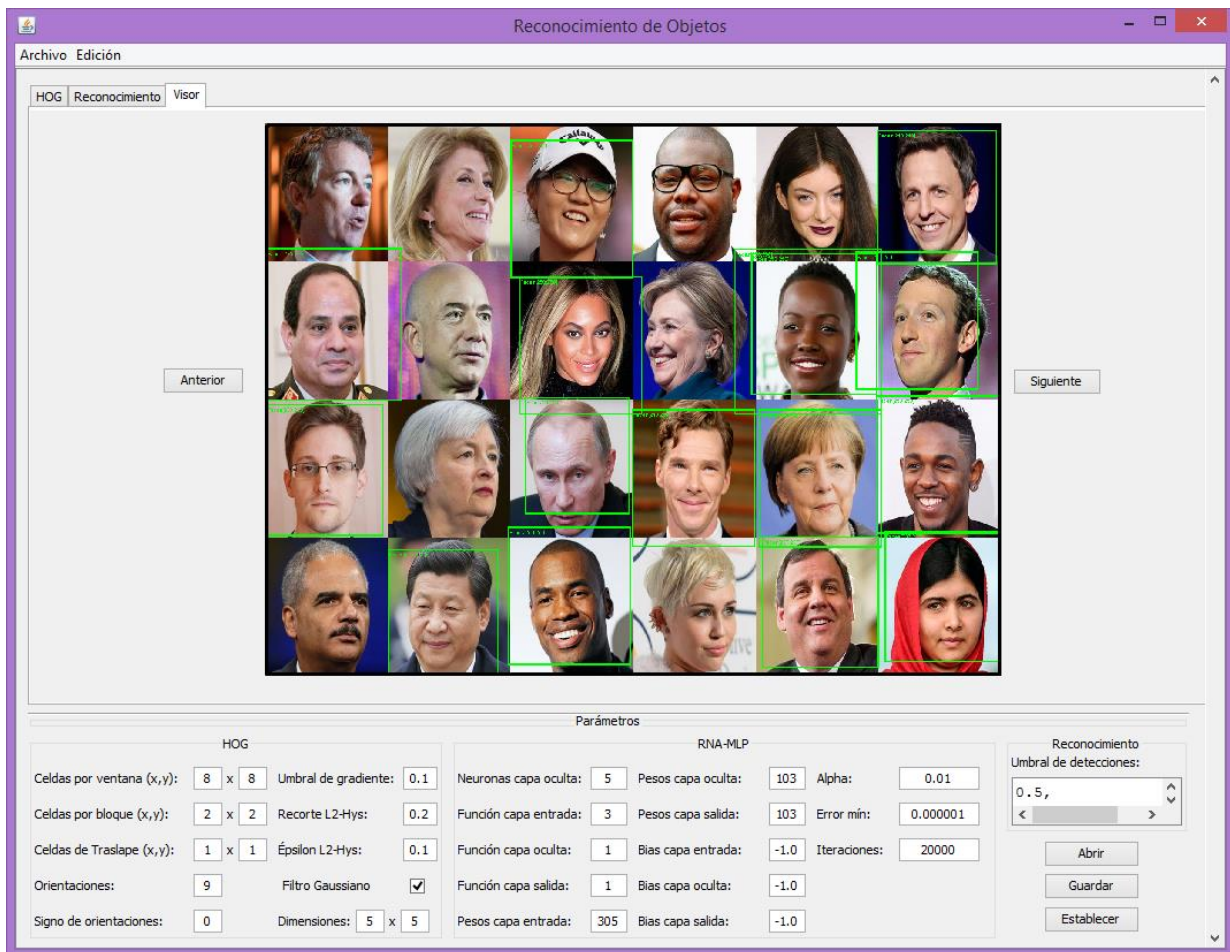 Reconocimiento de Objetos
Archivo Edición
HOG Reconocimiento Visor
Callaway
Anterior
Siguiente
Parámetros
HOG RNA-MLP Reconocimiento
Umbral de detecciones:
Celdas por ventana (x,y): 8 x 8 Umbral de gradiente: 0.1 Neuronas capa oculta: 5 Pesos capa oculta: 103 Alpha: 0.01
0.5,
Celdas por bloque (x,y): 2 x 2 Recorte L2-Hys: 0.2 Función capa entrada: 3 Pesos capa salida: 103 Error mín: 0.000001
Celdas de Traslape (x,y): 1 x 1 Épsilon L2-Hys: 0.1 Función capa oculta: 1 Bias capa entrada: -1.0 Iteraciones: 20000
Abrir
Orientaciones: 9 Filtro Gaussiano Función capa salida: 1 Bias capa oculta: -1.0
Guardar
Signo de orientaciones: 0 Dimensiones: 5 x 5 Pesos capa entrada: 305 Bias capa salida: -1.0
Establecer